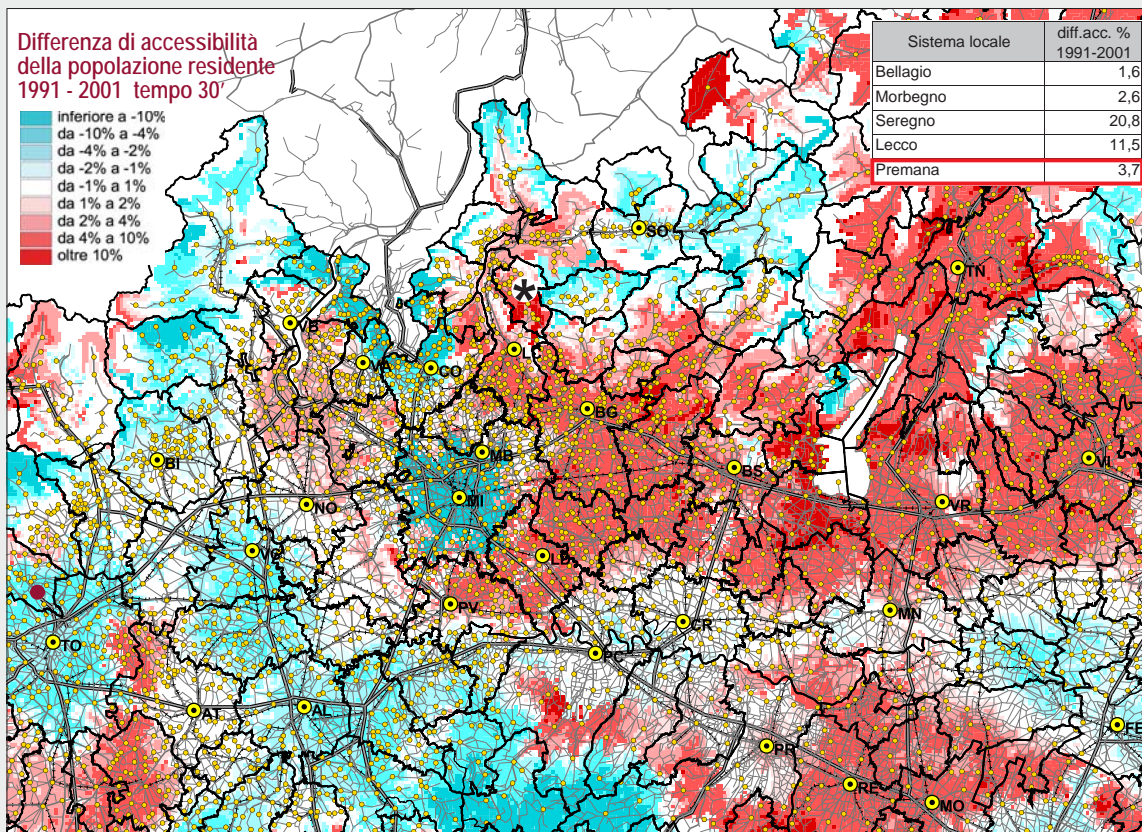 Differenza di accessibilità
della popolazione residente
1991 - 2001 tempo 30'
inferiore a -10%
da -10% a -4%
da -4% a -2%
da -2% a -1%
da -1% a 1%
da 1% a 2%
da 2% a 4%
da 4% a 10%
oltre 10%
Sistema locale diff.acc. %
1991-2001
Bellagio 1,6
Morbegno 2,6
Seregno 20,8
Lecco 11,5
Premana 3,7
SO
TN
*
VB
VA
CO
BG
MB
BI
BS
VI
MI
NO
VR
LO
PV
CR
MN
TO
AT
AL
PR
RE
MO